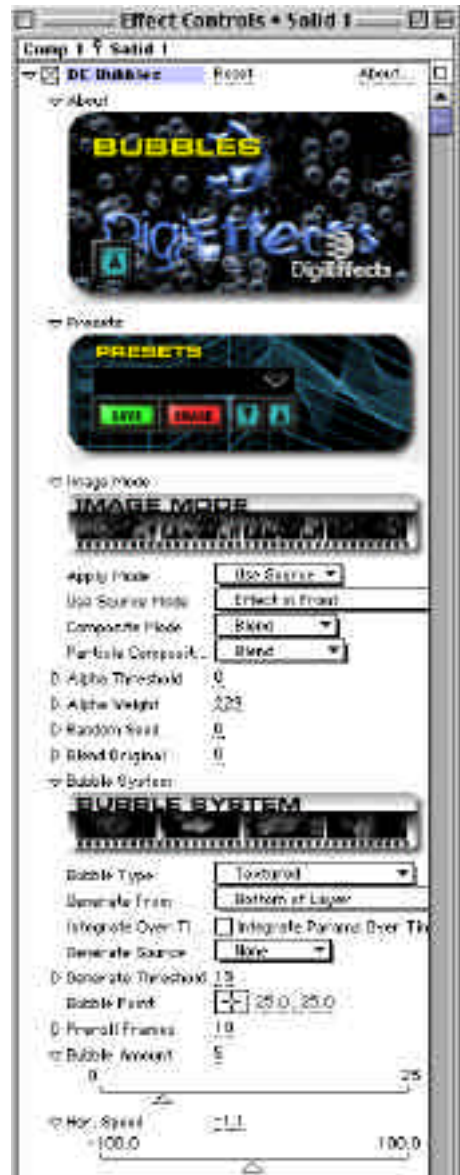 Effect Controls • Solid 1
Comp 1 • Solid 1
DE Bubbles Reset About...
About
BUBBLES
DigiEffects
DigiEffects
Presets
PRESETS
SAVE ERASE
Image Mode
IMAGE MODE
Apply Mode Use Source
Use Source Mode Effect in Front
Composite Mode Blend
Particle Composit... Blend
Alpha Threshold 0
Alpha Weight
Random Seed 0
Blend Original 0
Bubble System
BUBBLE SYSTEM
Bubble Type Textured
Generate From Bottom of Layer
Integrate Over Ti... Integrate Params Over Tim
Generate Source None
Generate Threshold 15
Bubble Point 25.0, 25.0
Preroll Frames 10
Bubble Amount 5
0 25
Hor. Speed -1.1
-100.0 100.0